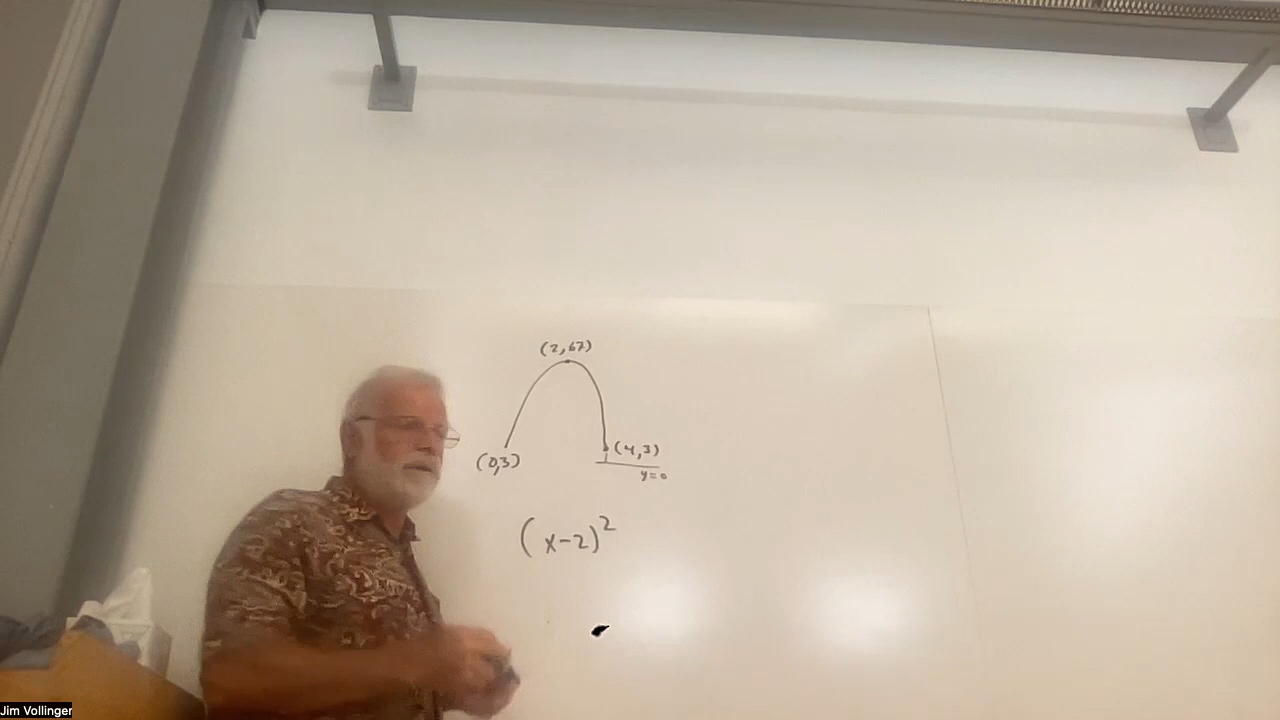 (2,67)
(0,3)
(4,3)
y=0
(x-2)²
Jim Vollinger